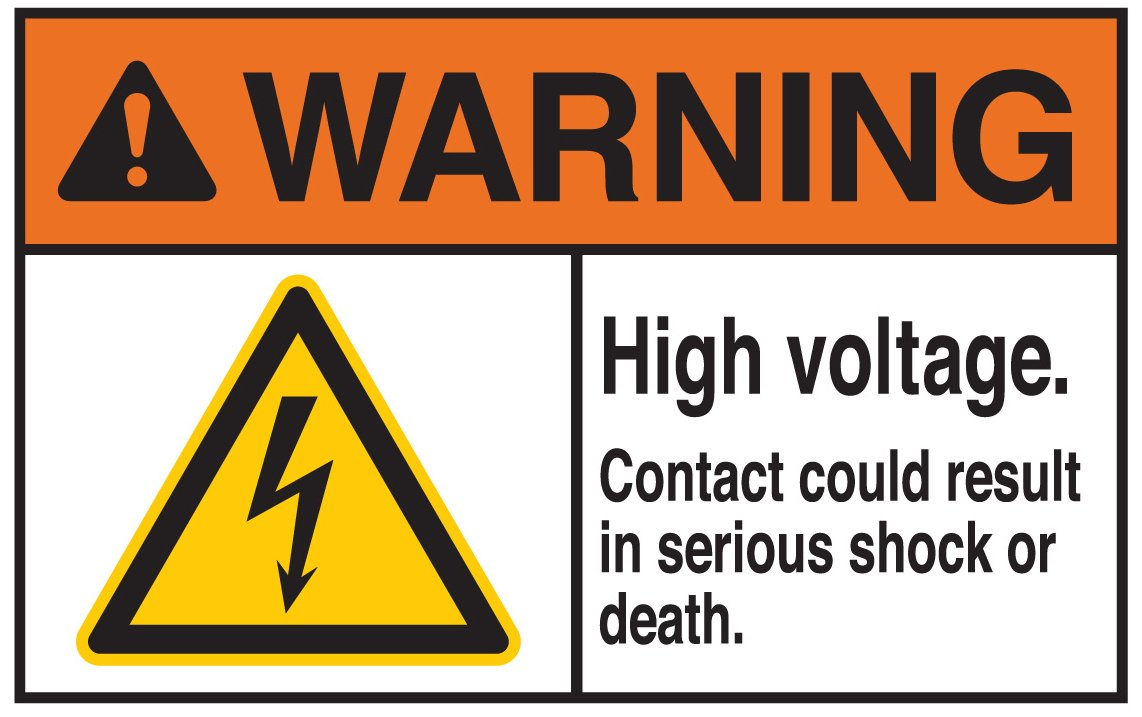 WARNING
High voltage.
Contact could result
in serious shock or
death.